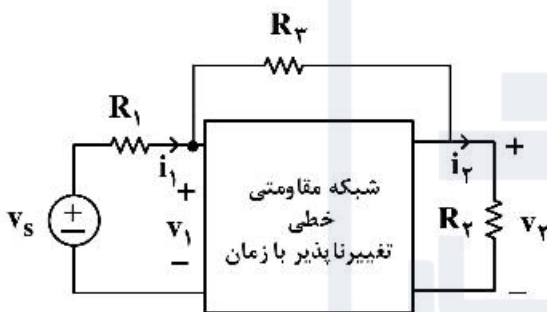 R۳
R۱
i۱
i۲
+
شبکه مقاومتی
خطی
تغییرناپذیر با زمان
+
v۱
−
vs
+
−
R۲
v۲
−